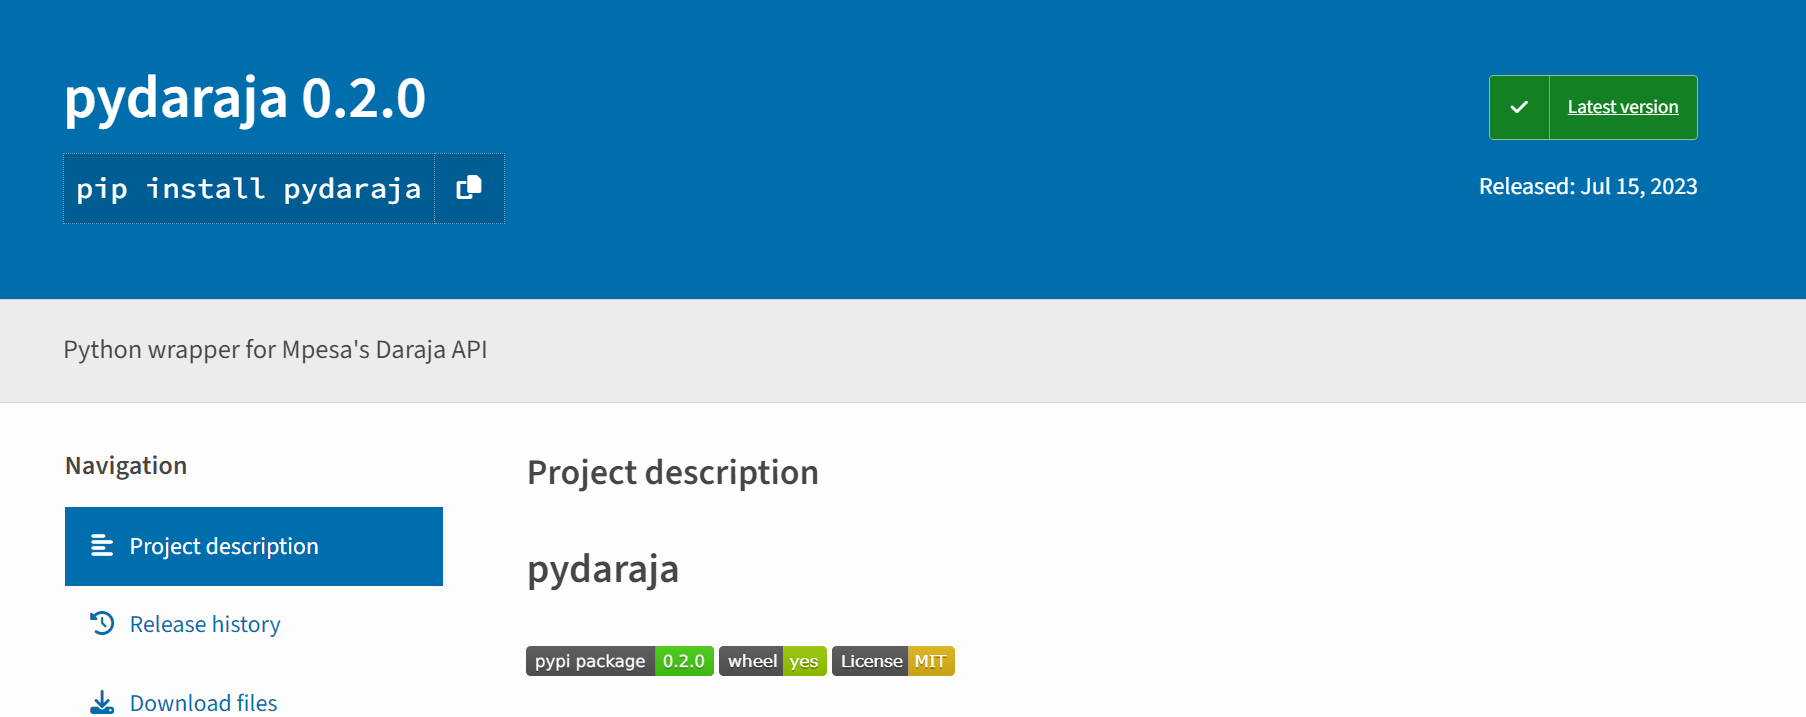 pydaraja 0.2.0
pip install pydaraja
Latest version
Released: Jul 15, 2023
Python wrapper for Mpesa's Daraja API
Navigation
Project description
Release history
Download files
Project description
pydaraja
pypi package 0.2.0 wheel yes License MIT